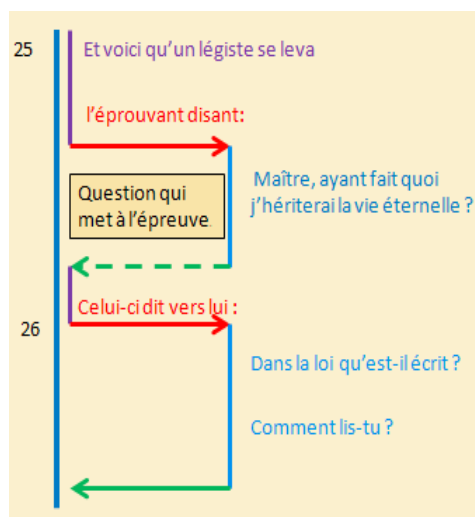 25 Et voici qu'un légiste se leva
l'éprouvant disant:
Maître, ayant fait quoi
j'hériterai la vie éternelle ?
Question qui
met à l'épreuve.
Celui-ci dit vers lui :
26
Dans la loi qu'est-il écrit ?
Comment lis-tu ?